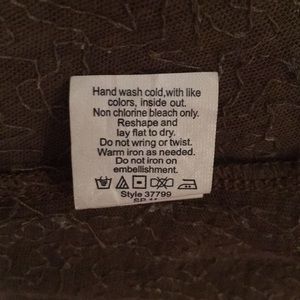 Hand wash cold,with like
colors, inside out.
Non chlorine bleach only.
Reshape and
lay flat to dry.
Do not wring or twist.
Warm iron as needed.
Do not iron on
embellishment.
Style 37799